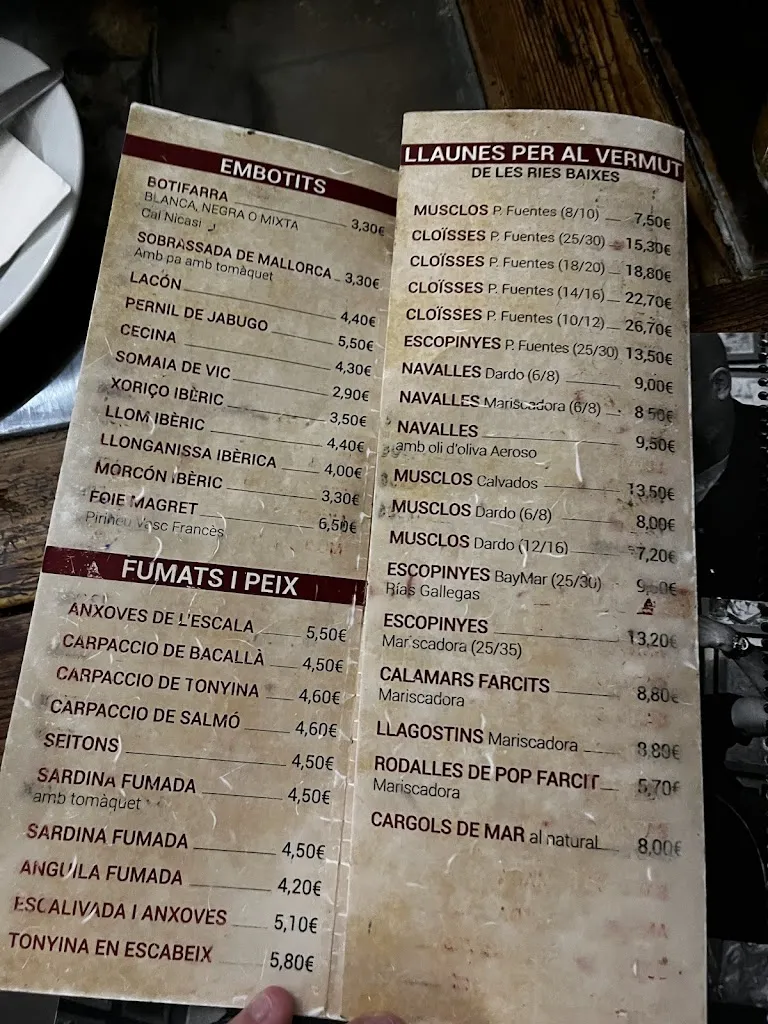 EMBOTITS
BOTIFARRA
BLANCA, NEGRA O MIXTA 3,30€
Cal Nicasi
SOBRASSADA DE MALLORCA 3,30€
Amb pa amb tomàquet
LACÓN 4,40€
PERNIL DE JABUGO 5,50€
CECINA 4,30€
SOMAIA DE VIC 2,90€
XORIÇO IBÈRIC 3,50€
LLOM IBÈRIC 4,40€
LLONGANISSA IBÈRICA 4,00€
MORCÓN IBÈRIC 3,30€
FOIE MAGRET 6,50€
Pirineu Vasc Francès
FUMATS I PEIX
ANXOVES DE L'ESCALA 5,50€
CARPACCIO DE BACALLÀ 4,50€
CARPACCIO DE TONYINA 4,60€
CARPACCIO DE SALMÓ 4,60€
SEITONS 4,50€
SARDINA FUMADA 4,50€
amb tomàquet
SARDINA FUMADA 4,50€
ANGUILA FUMADA 4,20€
ESCALIVADA I ANXOVES 5,10€
TONYINA EN ESCABEIX 5,80€
LLAUNES PER AL VERMUT
DE LES RIES BAIXES
MUSCLOS P. Fuentes (8/10) 7,50€
CLOÏSSES P. Fuentes (25/30) 15,30€
CLOÏSSES P. Fuentes (18/20) 18,80€
CLOÏSSES P. Fuentes (14/16) 22,70€
CLOÏSSES P. Fuentes (10/12) 26,70€
ESCOPINYES P. Fuentes (25/30) 13,50€
NAVALLES Dardo (6/8) 9,00€
NAVALLES Mariscadora (6/8) 8,50€
NAVALLES 9,50€
amb oli d'oliva Aeroso
MUSCLOS Calvados 13,50€
MUSCLOS Dardo (6/8) 8,00€
MUSCLOS Dardo (12/16) 7,20€
ESCOPINYES BayMar (25/30)
Rías Gallegas
ESCOPINYES 13,20€
Mariscadora (25/35)
CALAMARS FARCITS 8,80€
Mariscadora
LLAGOSTINS Mariscadora 8,80€
RODALLES DE POP FARCIT 5,70€
Mariscadora
CARGOLS DE MAR al natural 8,00€